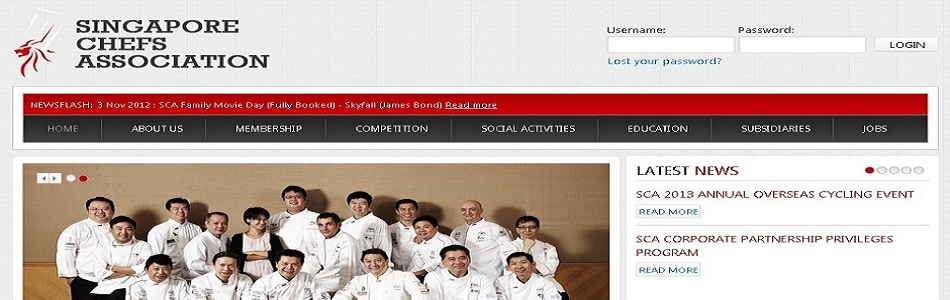 SINGAPORE
CHEFS
ASSOCIATION
Username:
Password:
LOGIN
Lost your password?
NEWSFLASH: 3 Nov 2012 : SCA Family Movie Day (Fully Booked) - Skyfall (James Bond) Read more
HOME ABOUT US MEMBERSHIP COMPETITION SOCIAL ACTIVITIES EDUCATION SUBSIDIARIES JOBS
LATEST NEWS
SCA 2013 ANNUAL OVERSEAS CYCLING EVENT
READ MORE
SCA CORPORATE PARTNERSHIP PRIVILEGES
PROGRAM
READ MORE